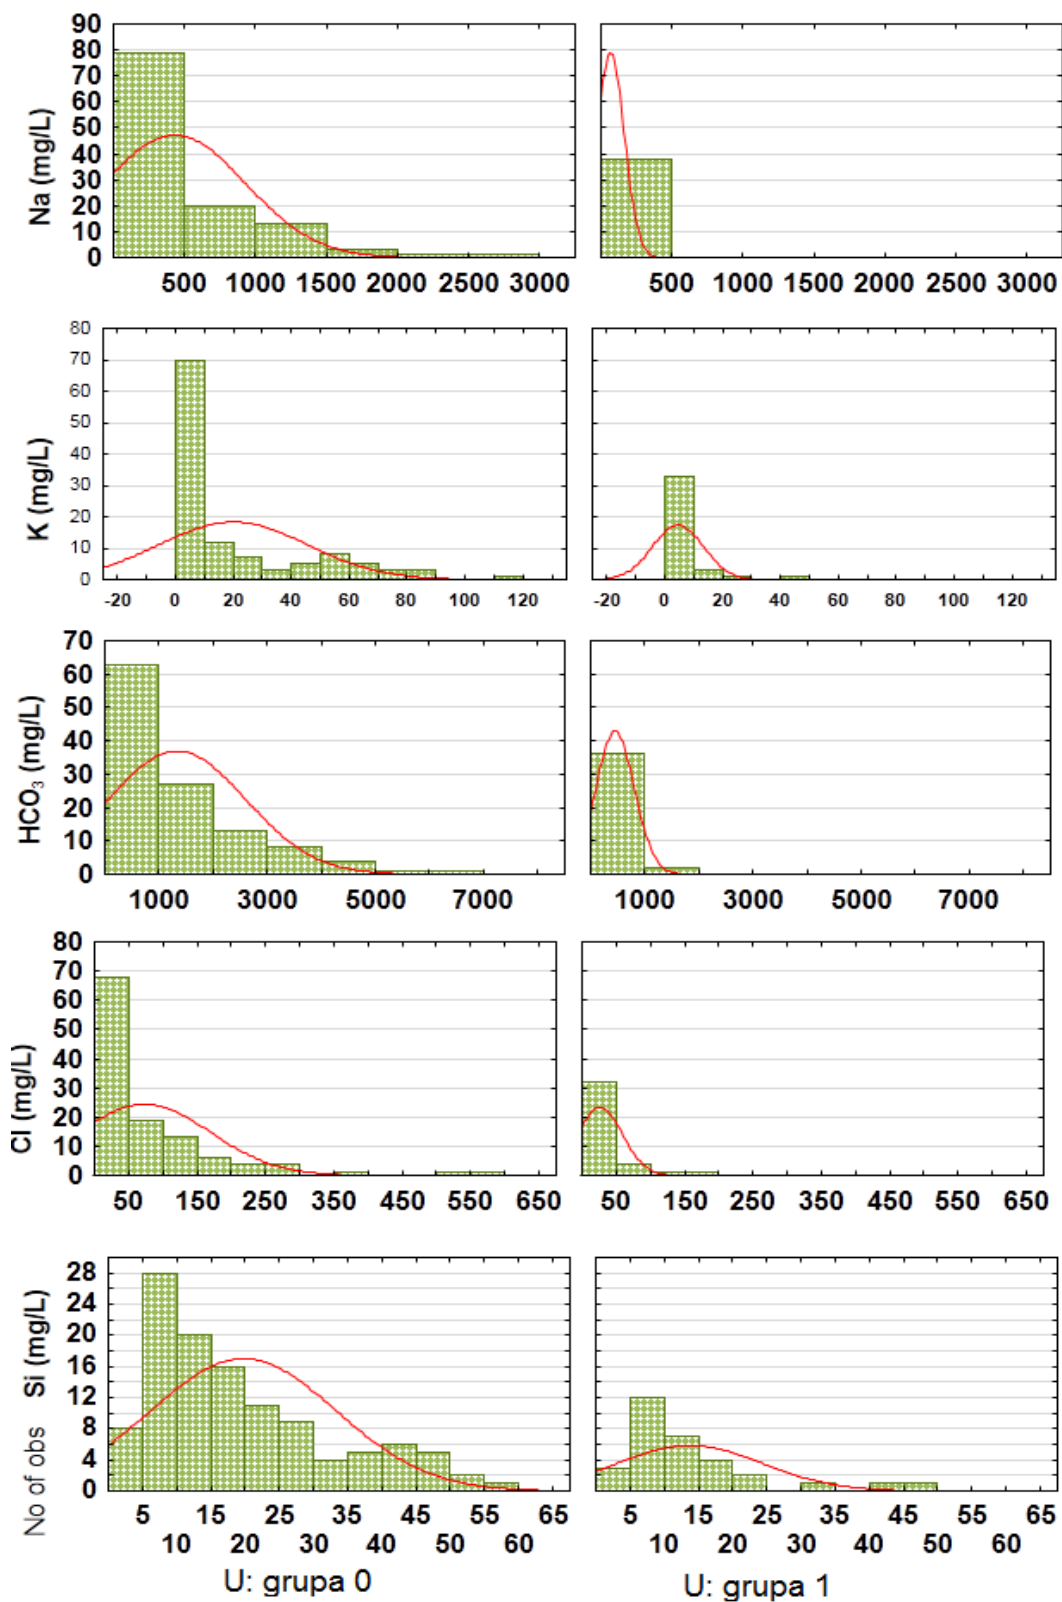 90
80
70
60
50
40
30
20
10
0
Na (mg/L)
500 1000 1500 2000 2500 3000
500 1000 1500 2000 2500 3000
80
70
60
50
40
30
20
10
0
K (mg/L)
-20 0 20 40 60 80 100 120
-20 0 20 40 60 80 100 120
70
60
50
40
30
20
10
0
HCO₃ (mg/L)
1000 3000 5000 7000
1000 3000 5000 7000
80
70
60
50
40
30
20
10
0
Cl (mg/L)
50 150 250 350 450 550 650
50 150 250 350 450 550 650
28
24
20
16
12
8
4
0
No of obs Si (mg/L)
5 15 25 35 45 55 65
10 20 30 40 50 60
5 15 25 35 45 55 65
10 20 30 40 50 60
U: grupa 0
U: grupa 1